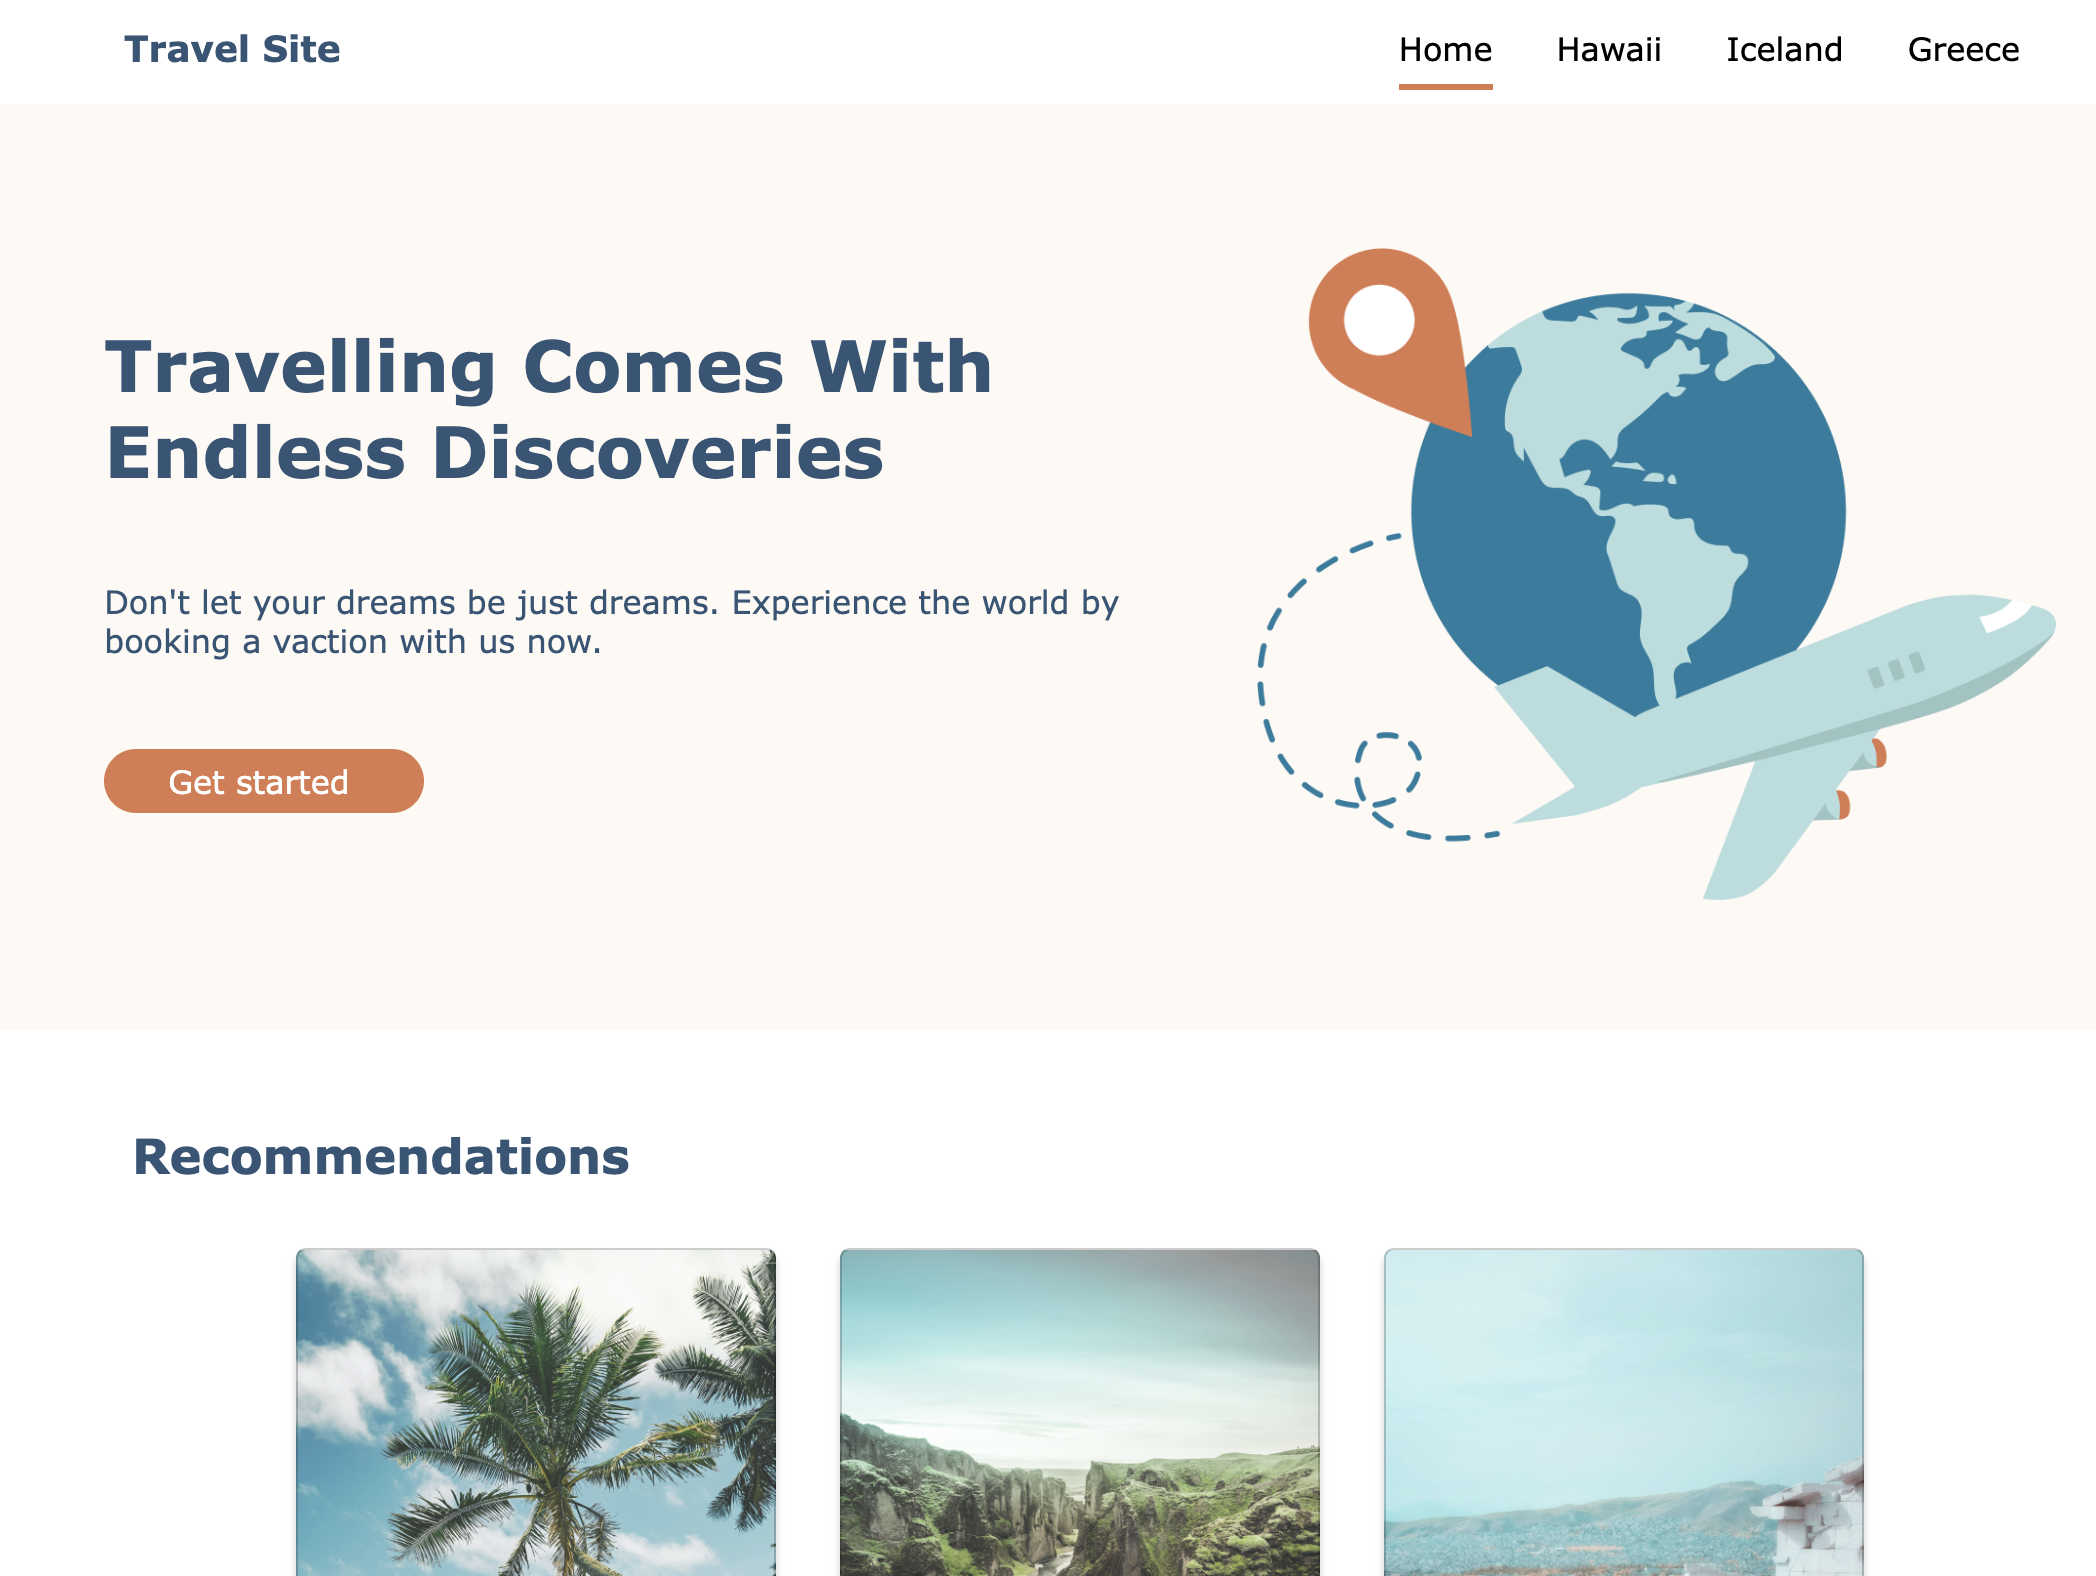 Travel Site
Home
Hawaii
Iceland
Greece
Travelling Comes With
Endless Discoveries
Don't let your dreams be just dreams. Experience the world by
booking a vaction with us now.
Get started
Recommendations